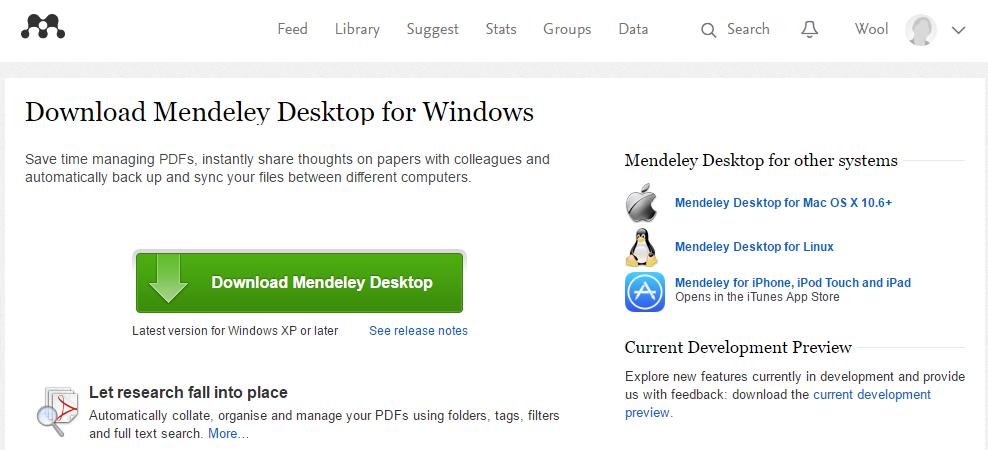 Feed Library Suggest Stats Groups Data Search Wool
Download Mendeley Desktop for Windows
Save time managing PDFs, instantly share thoughts on papers with colleagues and
automatically back up and sync your files between different computers.
Download Mendeley Desktop
Latest version for Windows XP or later See release notes
Let research fall into place
Automatically collate, organise and manage your PDFs using folders, tags, filters
and full text search. More...
Mendeley Desktop for other systems
Mendeley Desktop for Mac OS X 10.6+
Mendeley Desktop for Linux
Mendeley for iPhone, iPod Touch and iPad
Opens in the iTunes App Store
Current Development Preview
Explore new features currently in development and provide
us with feedback: download the current development
preview.